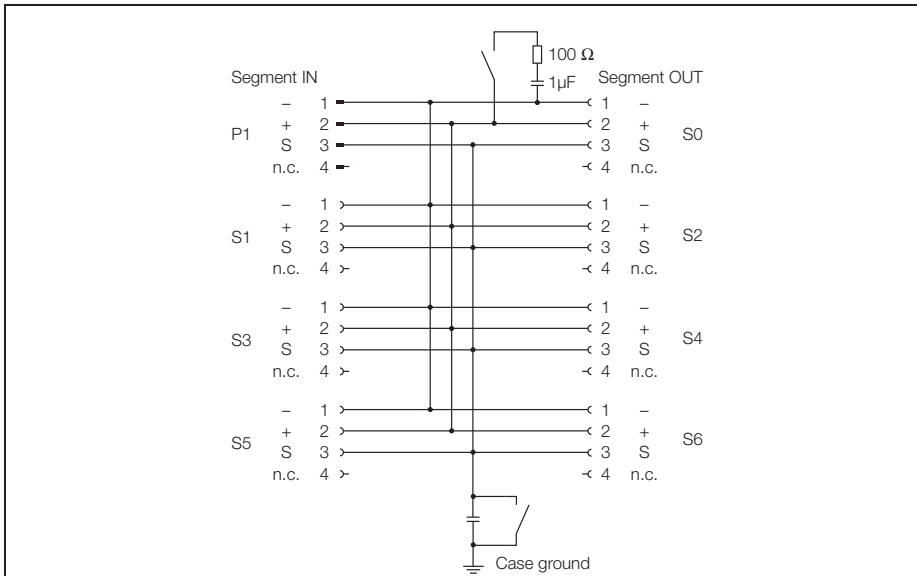 100 Ω
Segment IN 1µF Segment OUT
– 1 1 –
P1 + 2 2 + S0
S 3 3 S
n.c. 4 4 n.c.
– 1 1 –
S1 + 2 2 + S2
S 3 3 S
n.c. 4 4 n.c.
– 1 1 –
S3 + 2 2 + S4
S 3 3 S
n.c. 4 4 n.c.
– 1 1 –
S5 + 2 2 + S6
S 3 3 S
n.c. 4 4 n.c.
Case ground